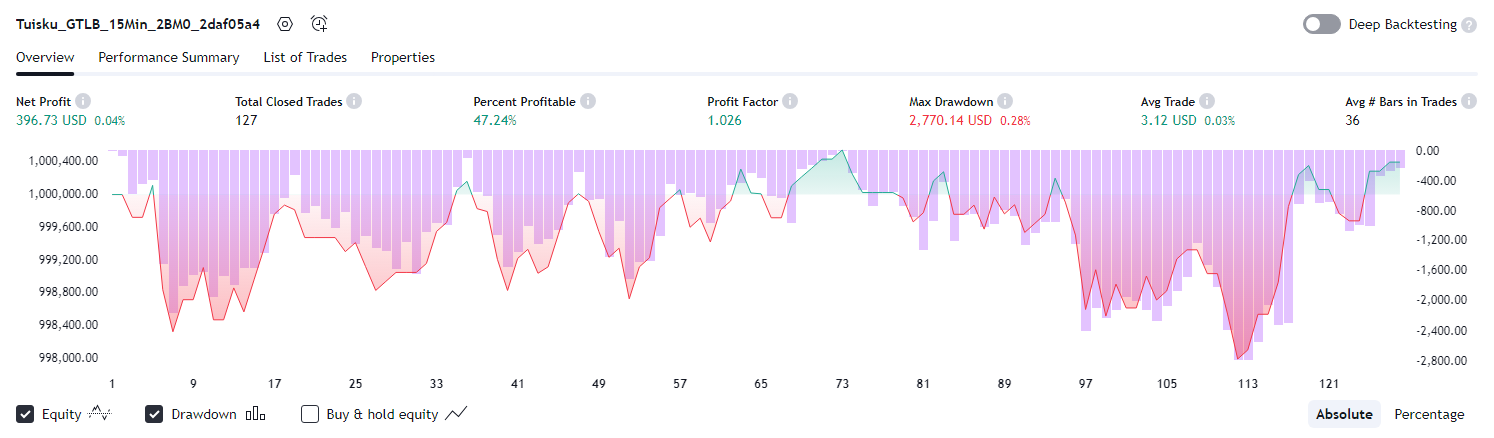 Tuisku_GTLB_15Min_2BM0_2daf05a4
Deep Backtesting ?
Overview Performance Summary List of Trades Properties
Net Profit Total Closed Trades Percent Profitable Profit Factor Max Drawdown Avg Trade Avg # Bars in Trades
396.73 USD 0.04% 127 47.24% 1.026 2,770.14 USD 0.28% 3.12 USD 0.03% 36
1,000,400.00
1,000,000.00
999,600.00
999,200.00
998,800.00
998,400.00
998,000.00
0.00
-400.00
-800.00
-1,200.00
-1,600.00
-2,000.00
-2,400.00
-2,800.00
1 9 17 25 33 41 49 57 65 73 81 89 97 105 113 121
Equity Drawdown Buy & hold equity Absolute Percentage